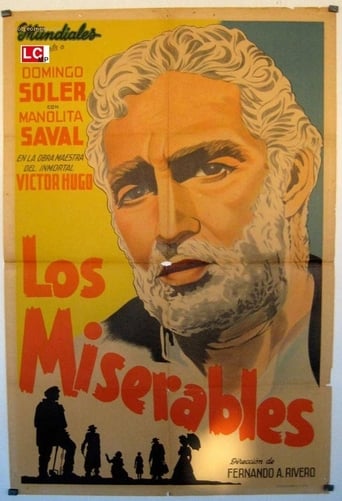 Mundiales
DOMINGO
SOLER
con
MANOLITA
SAVAL
EN LA OBRA MAESTRA
DEL INMORTAL
VICTOR HUGO
LOS
MISERABLES
Dirección de
FERNANDO A. RIVERO
LC